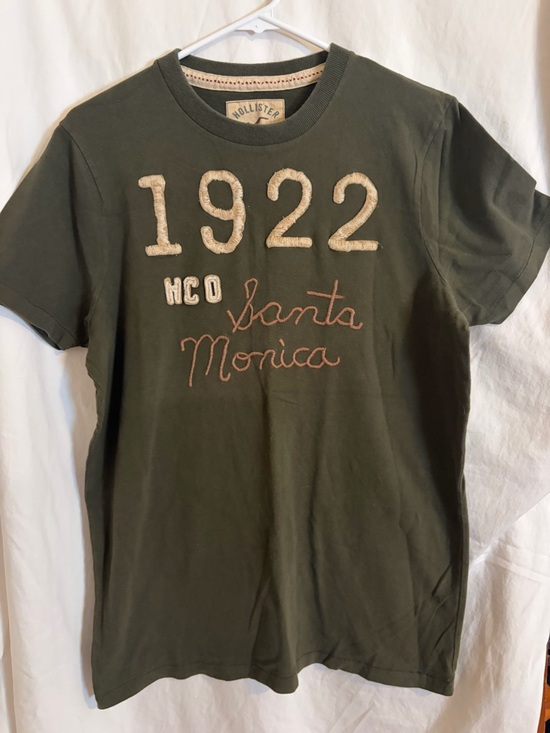 HOLLISTER
1922
HCO Santa
Monica